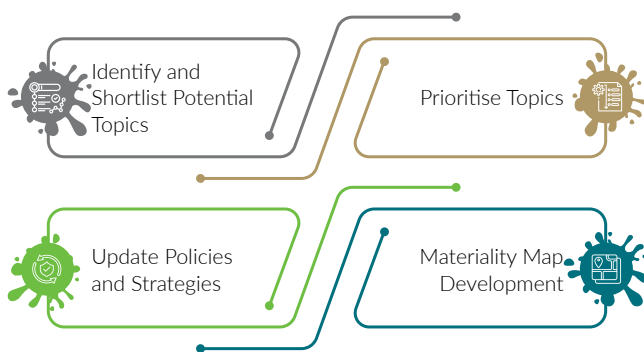 Identify and
Shortlist Potential
Topics
Prioritise Topics
Update Policies
and Strategies
Materiality Map
Development